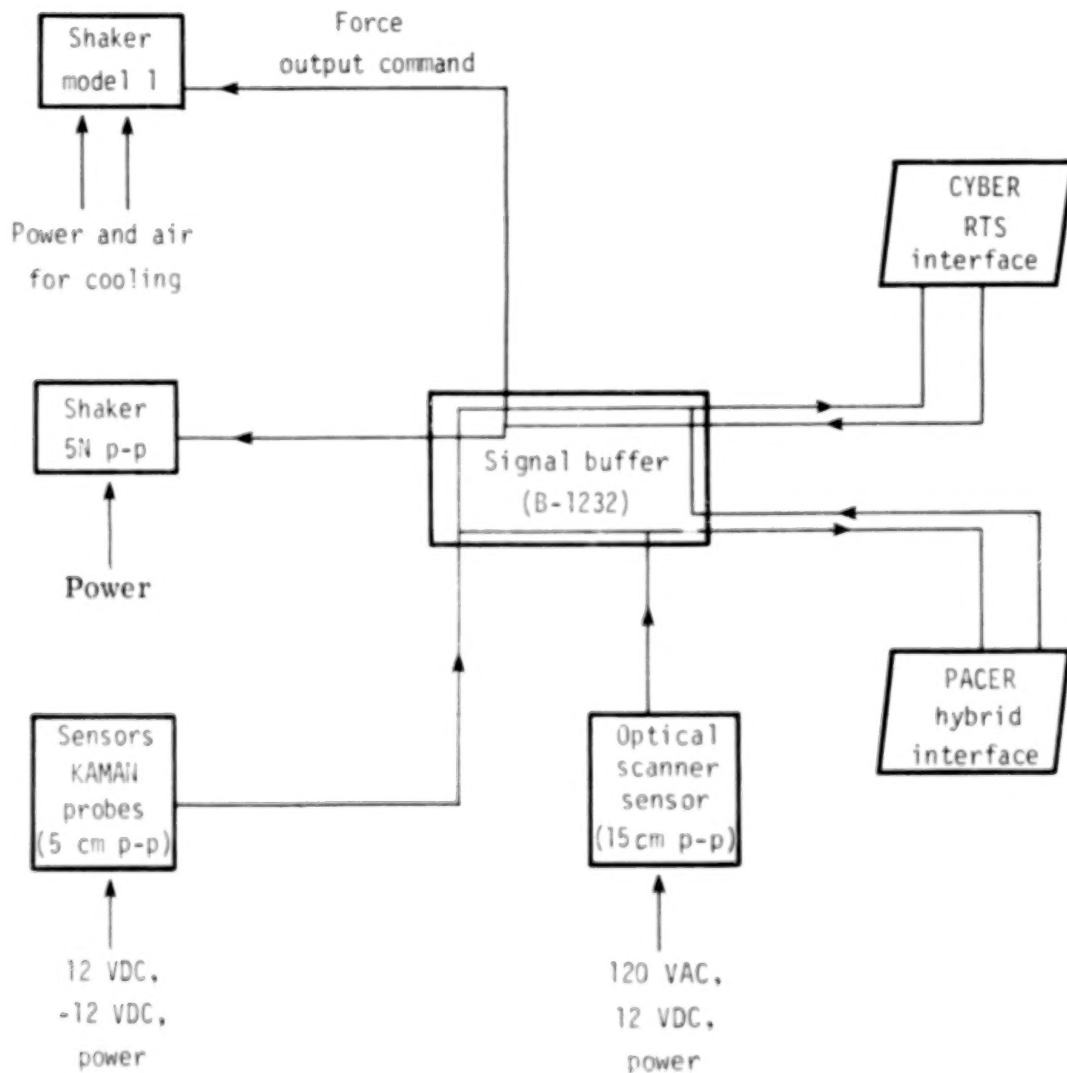 Shaker
model 1
Force
output command
Power and air
for cooling
CYBER
RTS
interface
Shaker
5N p-p
Power
Signal buffer
(B-1232)
PACER
hybrid
interface
Sensors
KAMAN
probes
(5 cm p-p)
Optical
scanner
sensor
(15cm p-p)
12 VDC,
-12 VDC,
power
120 VAC,
12 VDC,
power